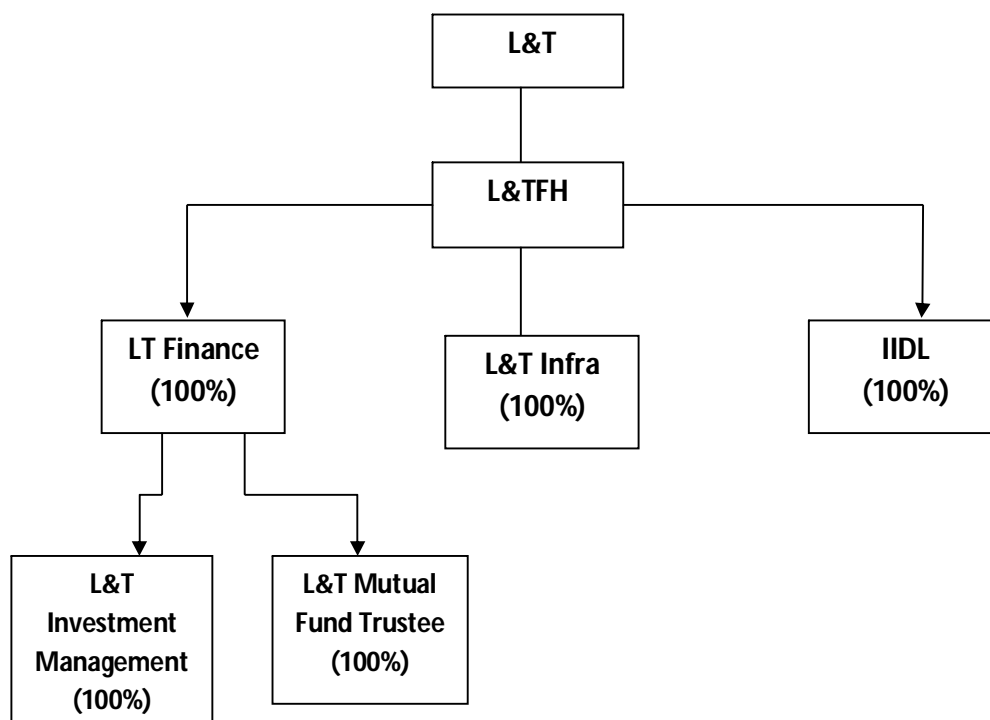 L&T
L&TFH
LT Finance
(100%)
L&T Infra
(100%)
IIDL
(100%)
L&T
Investment
Management
(100%)
L&T Mutual
Fund Trustee
(100%)